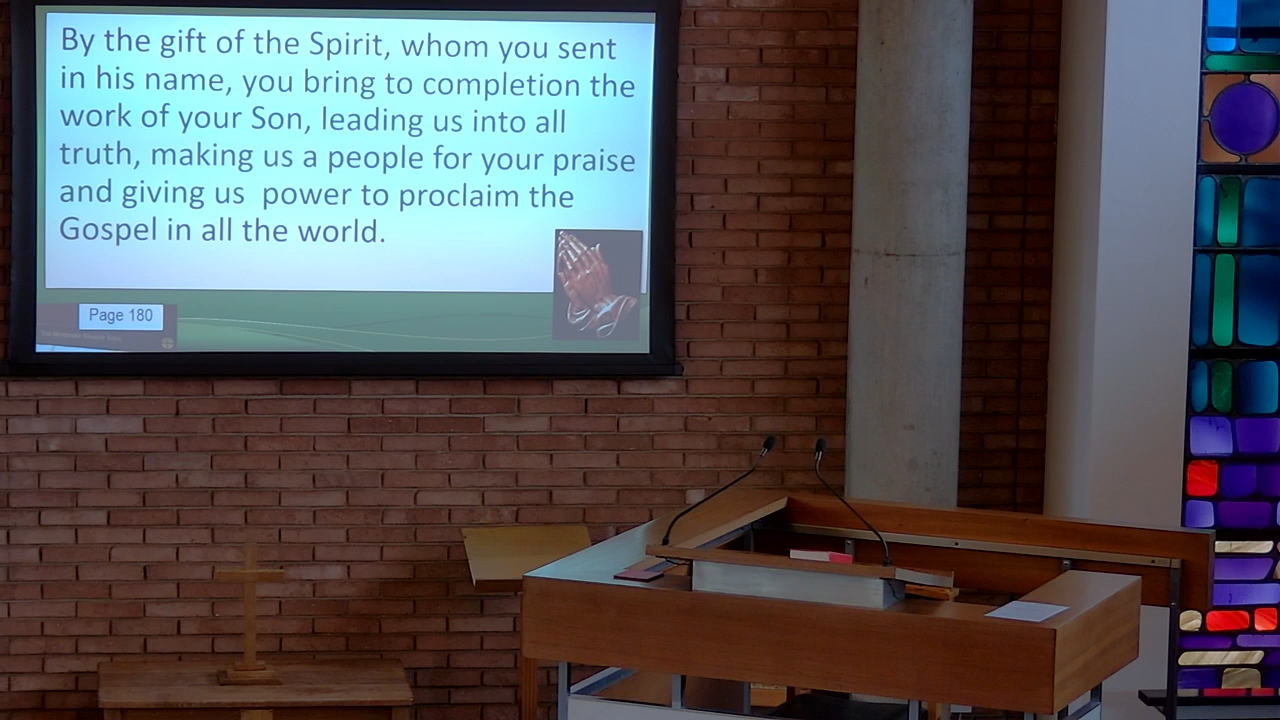 By the gift of the Spirit, whom you sent
in his name, you bring to completion the
work of your Son, leading us into all
truth, making us a people for your praise
and giving us  power to proclaim the
Gospel in all the world.
Page 180